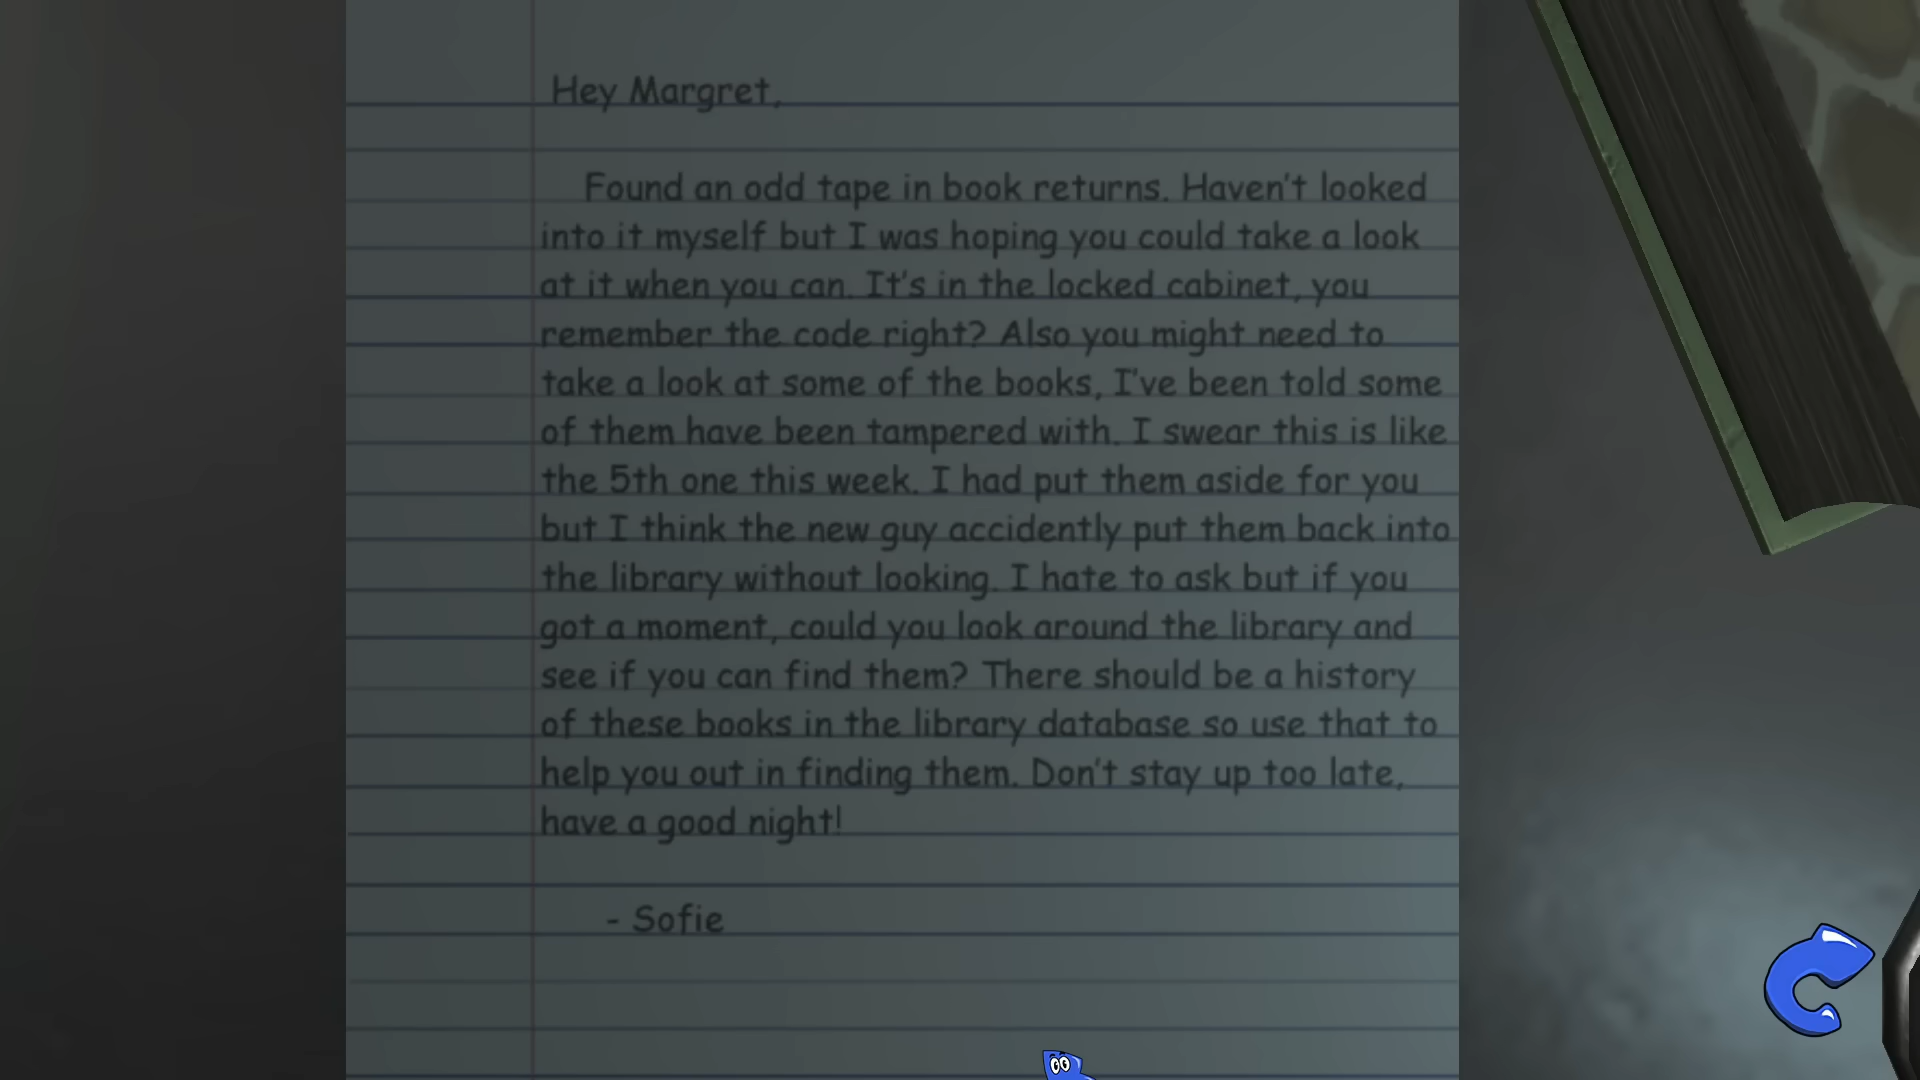 Hey Margret,
Found an odd tape in book returns. Haven't looked
into it myself but I was hoping you could take a look
at it when you can. It's in the locked cabinet, you
remember the code right? Also you might need to
take a look at some of the books, I've been told some
of them have been tampered with. I swear this is like
the 5th one this week. I had put them aside for you
but I think the new guy accidently put them back into
the library without looking. I hate to ask but if you
got a moment, could you look around the library and
see if you can find them? There should be a history
of these books in the library database so use that to
help you out in finding them. Don't stay up too late,
have a good night!
- Sofie